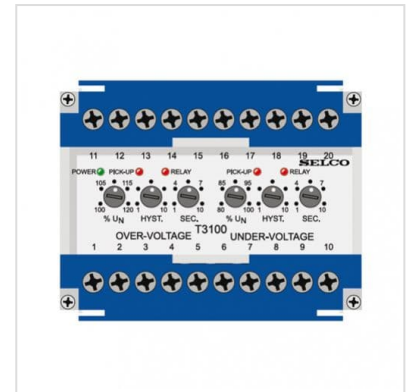 11 12 13 14 15 16 17 18 19 20
SELCO
POWER PICK-UP RELAY PICK-UP RELAY
105 115 4 7 85 95 4 7
100 120 1 10 1 10 80 100 1 10 1 10
% UN HYST. SEC. % UN HYST. SEC.
T3100
OVER-VOLTAGE UNDER-VOLTAGE
1 2 3 4 5 6 7 8 9 10